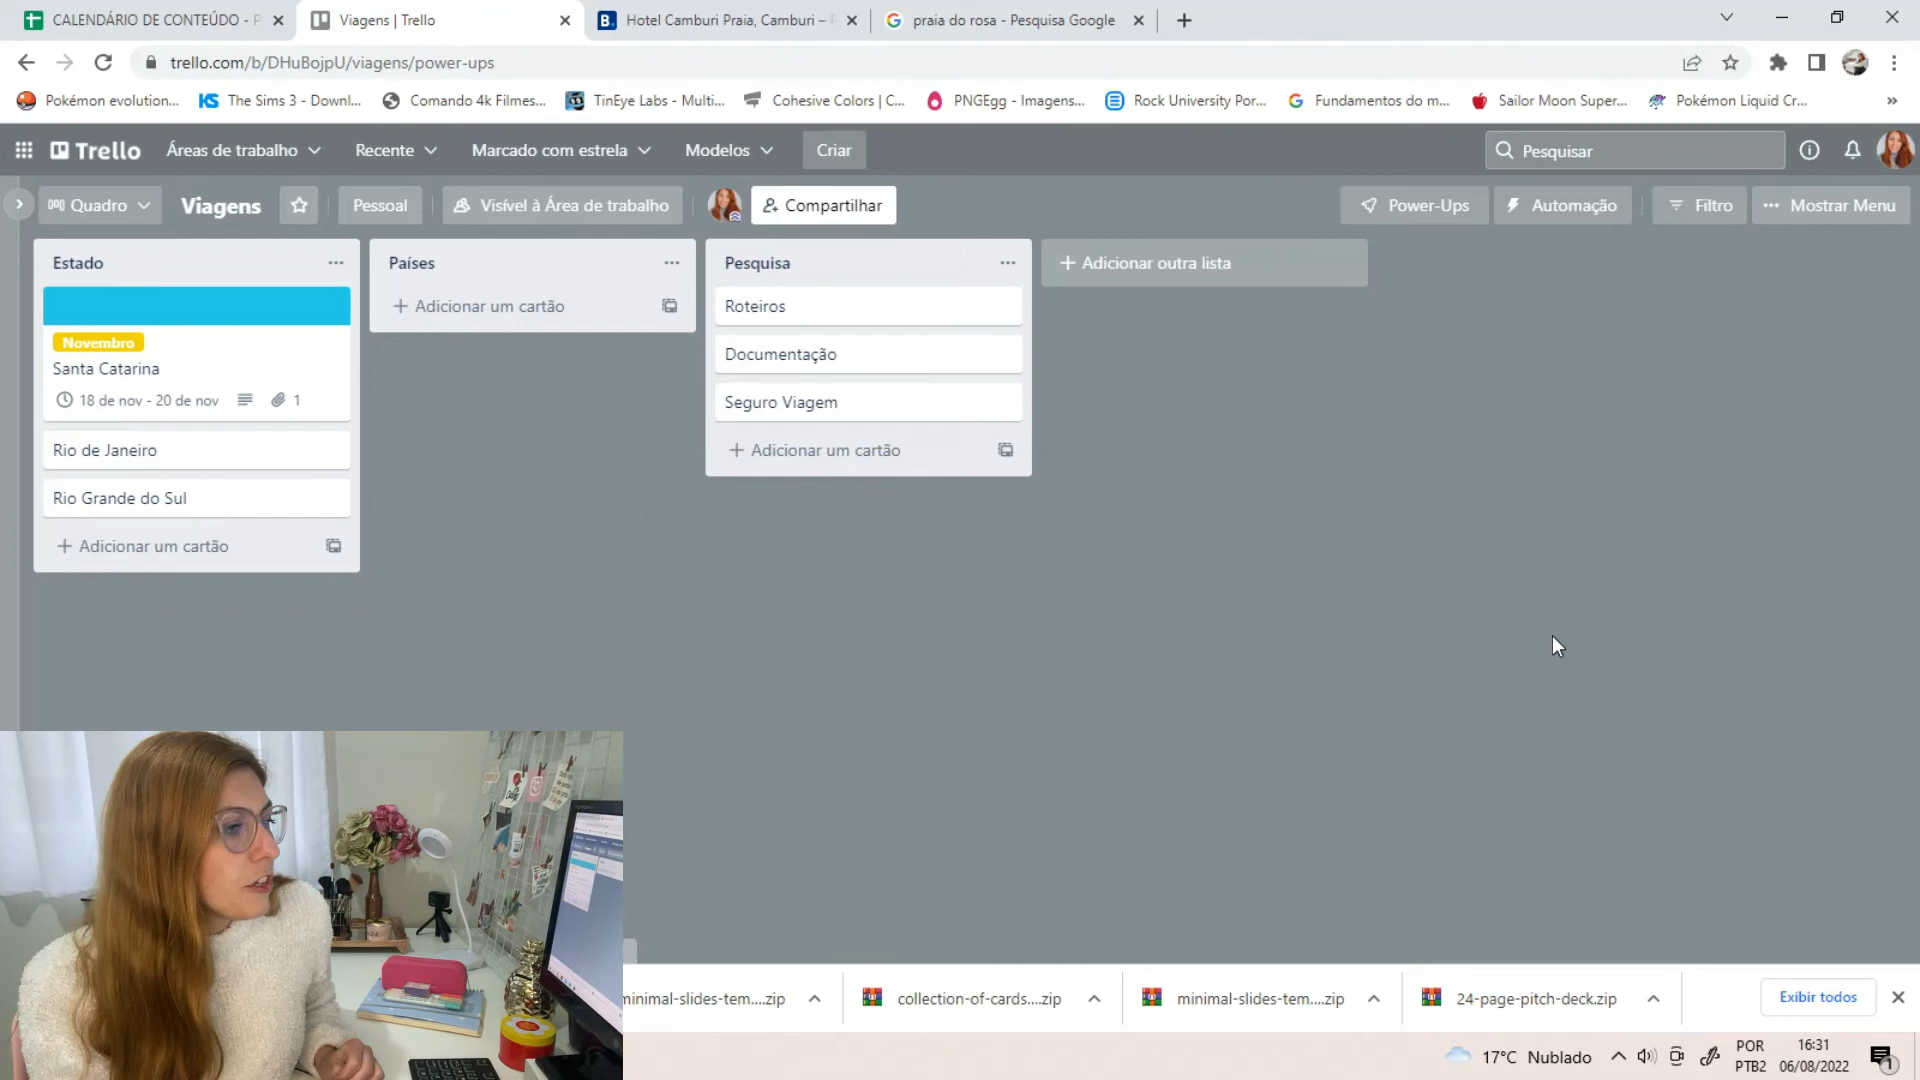 CALENDÁRIO DE CONTEÚDO - P
Viagens | Trello
Hotel Camburi Praia, Camburi –
praia do rosa - Pesquisa Google
trello.com/b/DHuBojpU/viagens/power-ups
Pokémon evolution...
The Sims 3 - Downl...
Comando 4k Filmes...
TinEye Labs - Multi...
Cohesive Colors | C...
PNGEgg - Imagens...
Rock University Por...
Fundamentos do m...
Sailor Moon Super...
Pokémon Liquid Cr...
Trello
Áreas de trabalho
Recente
Marcado com estrela
Modelos
Criar
Pesquisar
Quadro
Viagens
Pessoal
Visível à Área de trabalho
Compartilhar
Power-Ups
Automação
Filtro
Mostrar Menu
Estado
Novembro
Santa Catarina
18 de nov - 20 de nov
1
Rio de Janeiro
Rio Grande do Sul
+ Adicionar um cartão
Países
+ Adicionar um cartão
Pesquisa
Roteiros
Documentação
Seguro Viagem
+ Adicionar um cartão
+ Adicionar outra lista
minimal-slides-tem....zip
collection-of-cards....zip
minimal-slides-tem....zip
24-page-pitch-deck.zip
Exibir todos
17°C Nublado
POR
PTB2
16:31
06/08/2022
1